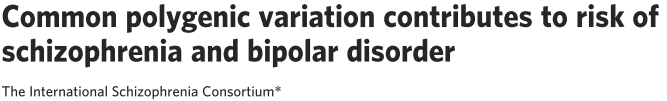 Common polygenic variation contributes to risk of
schizophrenia and bipolar disorder
The International Schizophrenia Consortium*